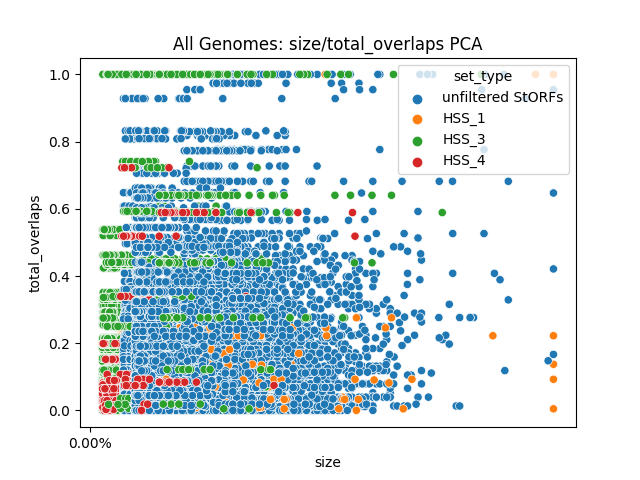 All Genomes: size/total_overlaps PCA
set_type
unfiltered StORFs
HSS_1
HSS_3
HSS_4
total_overlaps
1.0
0.8
0.6
0.4
0.2
0.0
0.00%
size